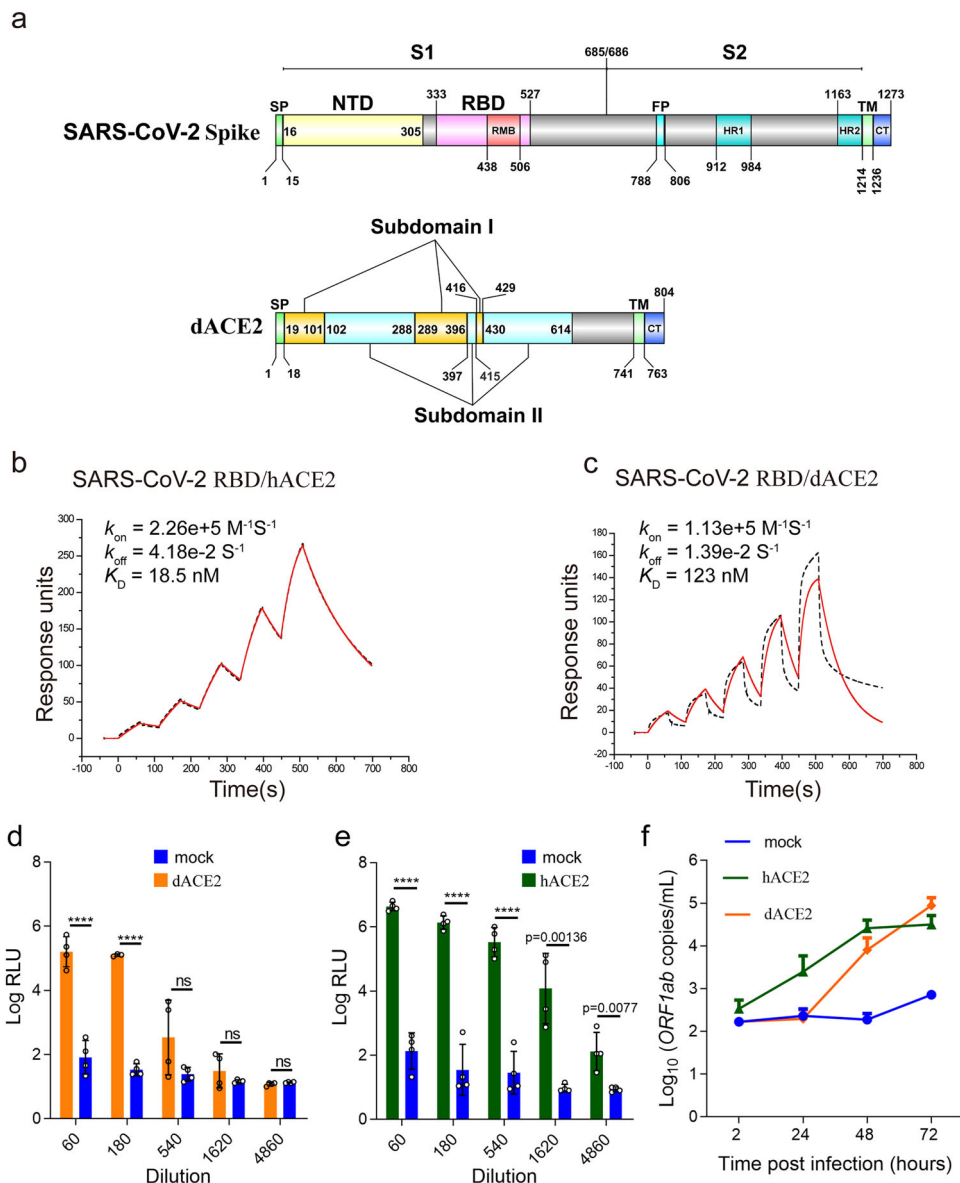 a
S1
685/686
S2
SP
NTD
333
RBD
527
FP
1163
TM
1273
SARS-CoV-2 Spike
16
305
RMB
HR1
HR2
CT
1
15
438
506
788
806
912
984
1214
1236
Subdomain I
416
429
804
SP
TM
dACE2
19
101
102
288
289
396
430
614
CT
1
18
397
415
741
763
Subdomain II
b
SARS-CoV-2 RBD/hACE2
kon = 2.26e+5 M-1S-1
koff = 4.18e-2 S-1
KD = 18.5 nM
Response units
300
250
200
150
100
50
0
-100 0 100 200 300 400 500 600 700 800
Time(s)
c
SARS-CoV-2 RBD/dACE2
kon = 1.13e+5 M-1S-1
koff = 1.39e-2 S-1
KD = 123 nM
Response units
180
160
140
120
100
80
60
40
20
0
-20
-100 0 100 200 300 400 500 600 700 800
Time(s)
d
mock
dACE2
Log RLU
8
6
4
2
0
****
****
ns
ns
ns
60 180 540 1620 4860
Dilution
e
mock
hACE2
Log RLU
8
6
4
2
0
****
****
****
p=0.00136
p=0.0077
60 180 540 1620 4860
Dilution
f
mock
hACE2
dACE2
Log10 (ORF1ab copies/mL)
6
5
4
3
2
1
0
2 24 48 72
Time post infection (hours)